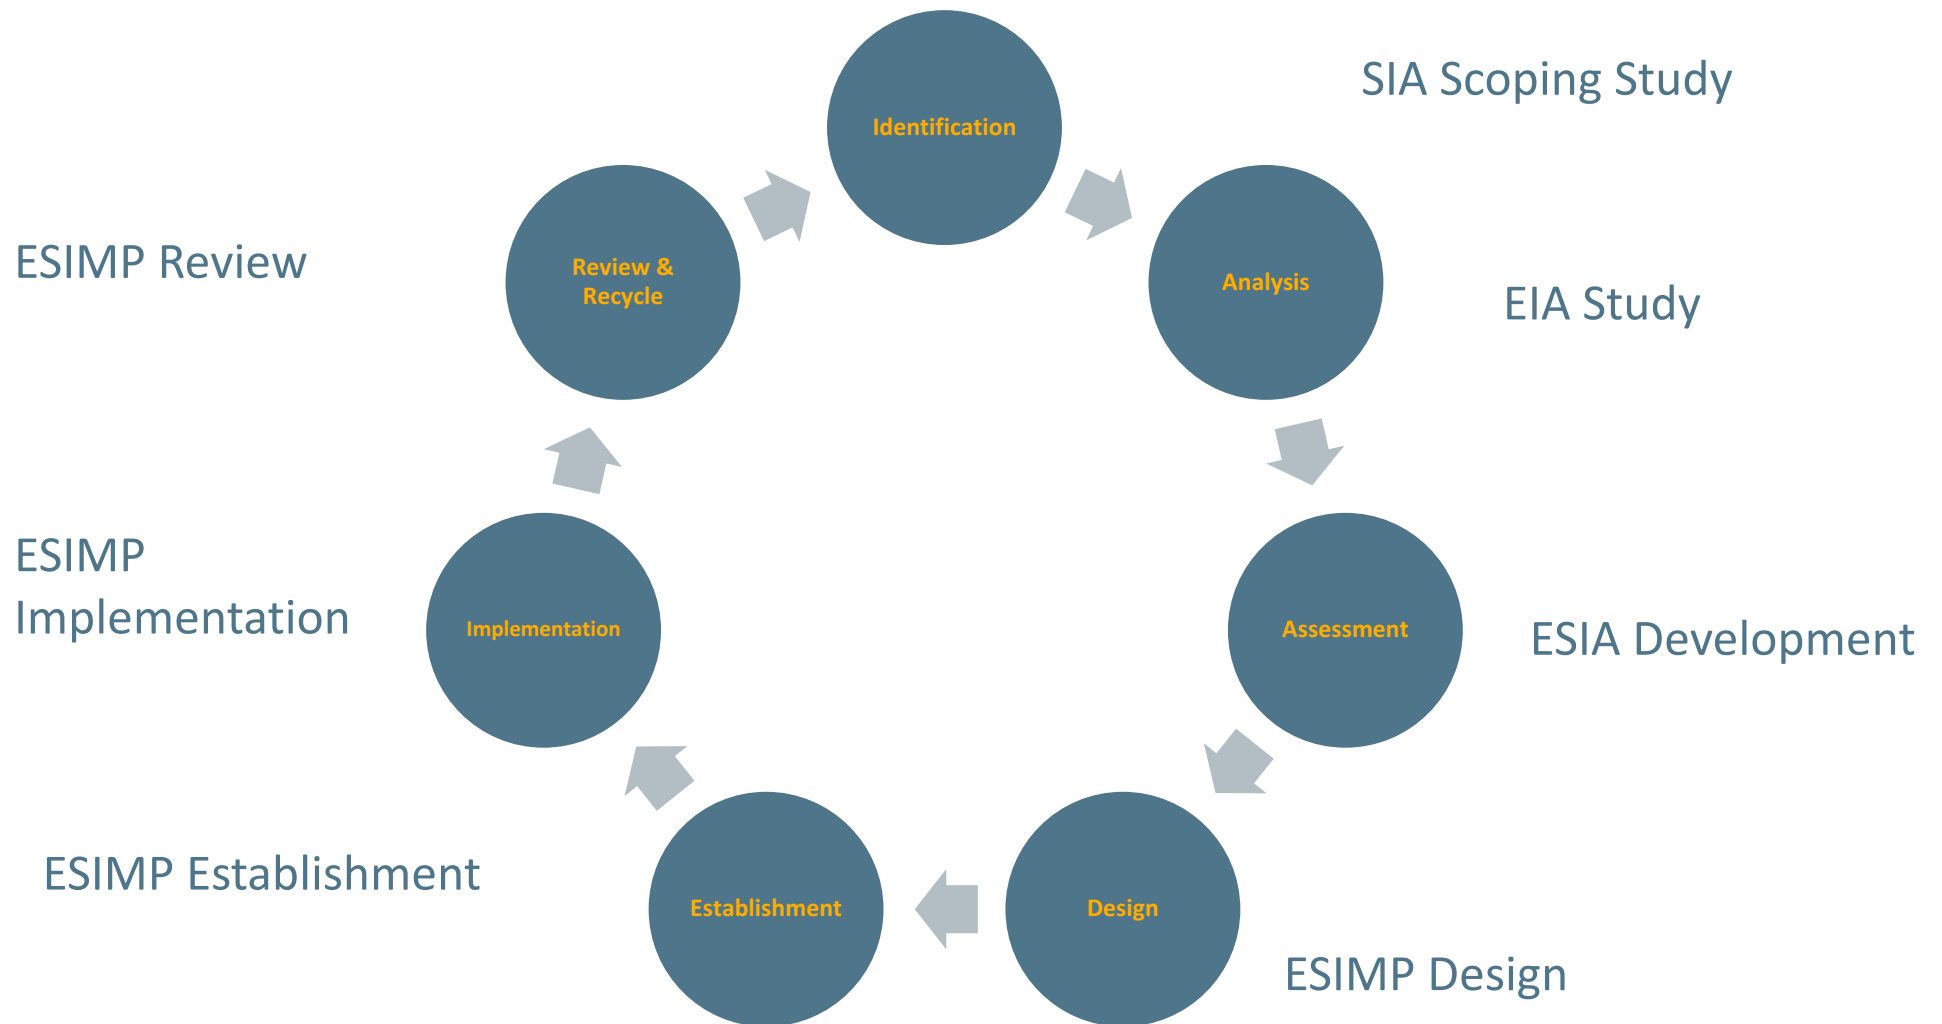 Identification
SIA Scoping Study
Analysis
EIA Study
Assessment
ESIA Development
Design
ESIMP Design
Establishment
ESIMP Establishment
Implementation
ESIMP
Implementation
Review &
Recycle
ESIMP Review